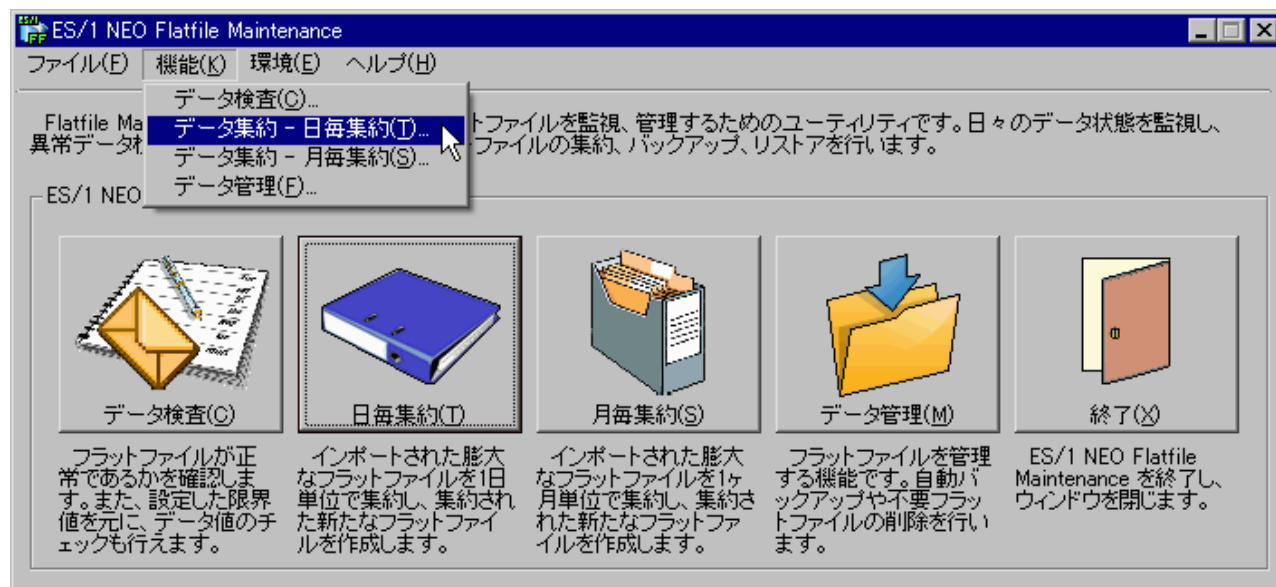 ES/1 NEO Flatfile Maintenance
ファイル(F) 機能(K) 環境(E) ヘルプ(H)
データ検査(C)...
データ集約 - 日毎集約(T)...
データ集約 - 月毎集約(S)...
データ管理(F)...
Flatfile Ma トファイルを監視、管理するためのユーティリティです。日々のデータ状態を監視し、
異常データ ファイルの集約、バックアップ、リストアを行います。
ES/1 NEO
データ検査(C)
日毎集約(T)
月毎集約(S)
データ管理(M)
終了(X)
フラットファイルが正
常であるかを確認しま
す。また、設定した限界
値を元に、データ値のチ
ェックも行えます。
インポートされた膨大
なフラットファイルを1日
単位で集約し、集約され
た新たなフラットファイ
ルを作成します。
インポートされた膨大
なフラットファイルを1ヶ
月単位で集約し、集約さ
れた新たなフラットファ
イルを作成します。
フラットファイルを管理
する機能です。自動バ
ックアップや不要フラッ
トファイルの削除を行い
ます。
ES/1 NEO Flatfile
Maintenance を終了し、
ウィンドウを閉じます。